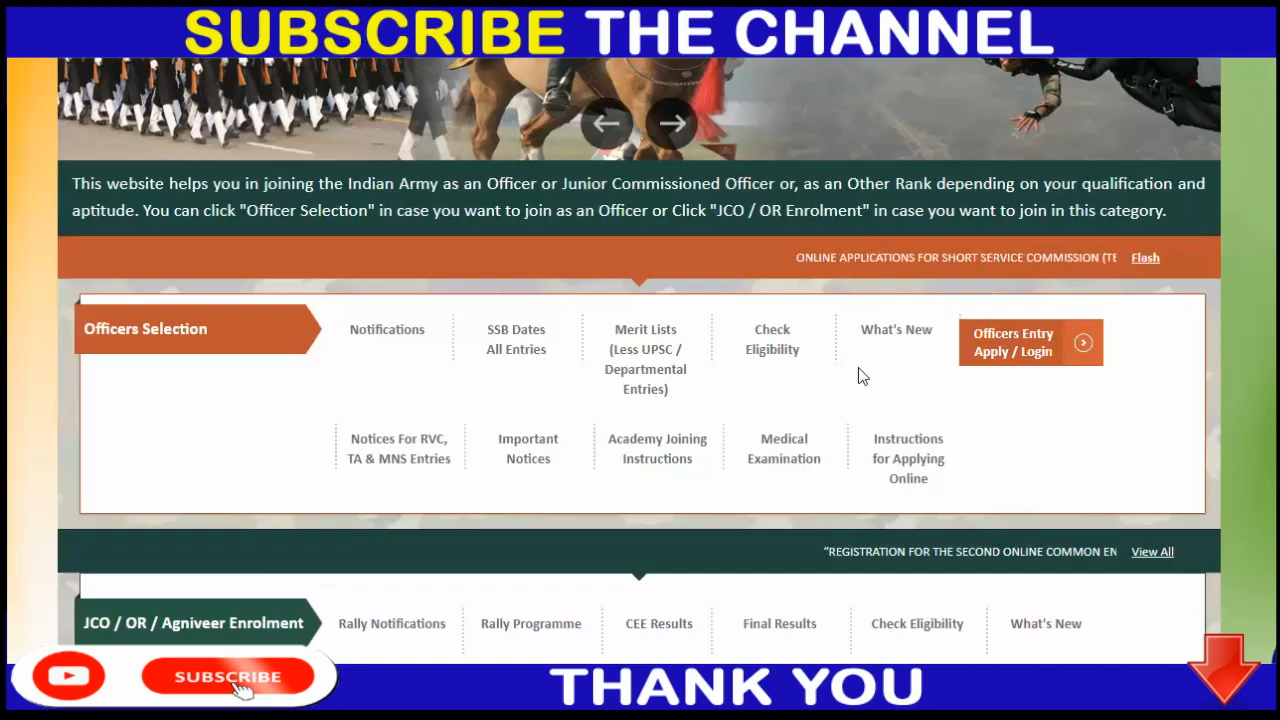 SUBSCRIBE THE CHANNEL
This website helps you in joining the Indian Army as an Officer or Junior Commissioned Officer or, as an Other Rank depending on your qualification and
aptitude. You can click "Officer Selection" in case you want to join as an Officer or Click "JCO / OR Enrolment" in case you want to join in this category.
ONLINE APPLICATIONS FOR SHORT SERVICE COMMISSION (TE
Flash
Officers Selection
Notifications
SSB Dates
All Entries
Merit Lists
(Less UPSC /
Departmental
Entries)
Check
Eligibility
What's New
Officers Entry
Apply / Login
Notices For RVC,
TA & MNS Entries
Important
Notices
Academy Joining
Instructions
Medical
Examination
Instructions
for Applying
Online
"REGISTRATION FOR THE SECOND ONLINE COMMON EN
View All
JCO / OR / Agniveer Enrolment
Rally Notifications
Rally Programme
CEE Results
Final Results
Check Eligibility
What's New
SUBSCRIBE
THANK YOU